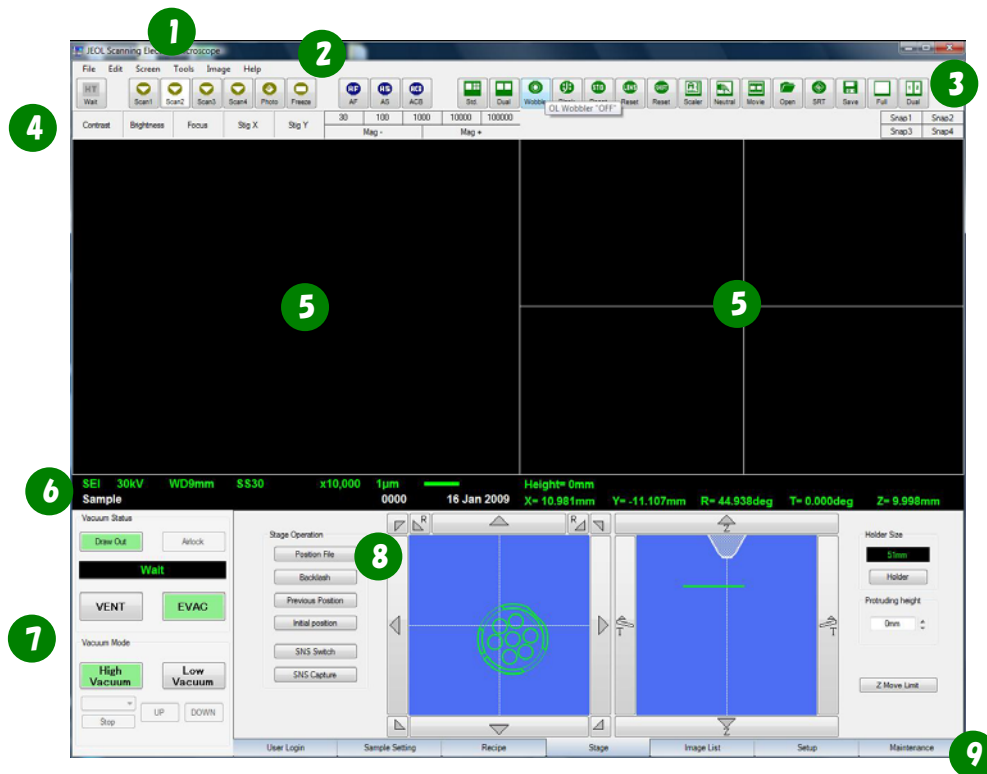 1
2
JEOL Scanning Electron Microscope
File Edit Screen Tools Image Help
3
HT
Wait Scan1 Scan2 Scan3 Scan4 Photo Freeze
AF AS ACB
AF AS ACB
Std. Dual Wobbler Reset Reset Scaler Neutral Movie Open SRT Save Full Dual
OL Wobbler "OFF"
4
Contrast Brightness Focus Stig X Stig Y
30 100 1000 10000 100000
Mag - Mag +
Snap1 Snap2
Snap3 Snap4
5
5
6
SEI 30kV WD9mm SS30 x10,000 1µm Height= 0mm
Sample 0000 16 Jan 2009 X= 10.981mm Y= -11.107mm R= 44.938deg T= 0.000deg Z= 9.998mm
7
Vacuum Status
Draw Out Airlock
Wait
VENT EVAC
Vacuum Mode
High Vacuum Low Vacuum
Stop UP DOWN
8
Stage Operation
Position File
Backlash
Previous Position
Initial position
SNS Switch
SNS Capture
R R
Z
T T
Z
Holder Size
51mm
Holder
Protruding height
0mm
Z Move Limit
User Login Sample Setting Recipe Stage Image List Setup Maintenance
9